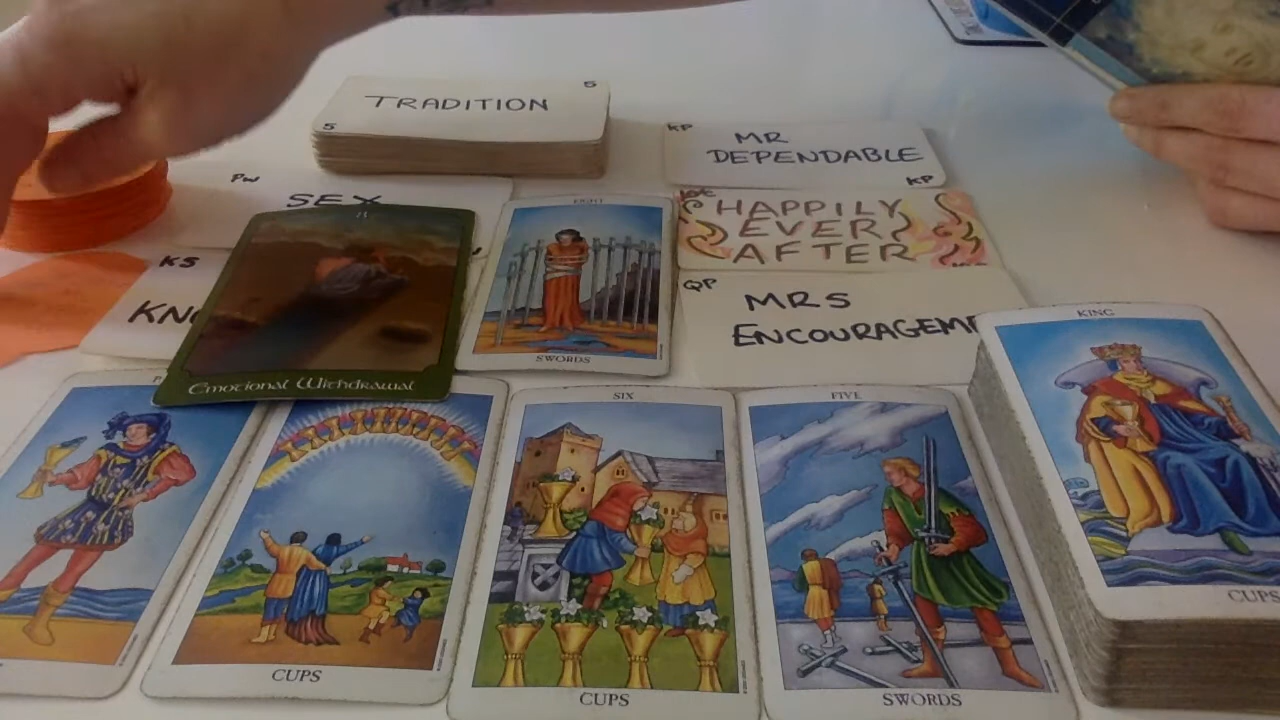 5
TRADITION
5
KP
MR
DEPENDABLE
KP
PW
SEX
EIGHT
HAPPILY
EVER
AFTER
KS
QP
MRS
SWORDS
KING
Emotional Withdrawal
SIX
FIVE
CUPS
CUPS
CUPS
SWORDS